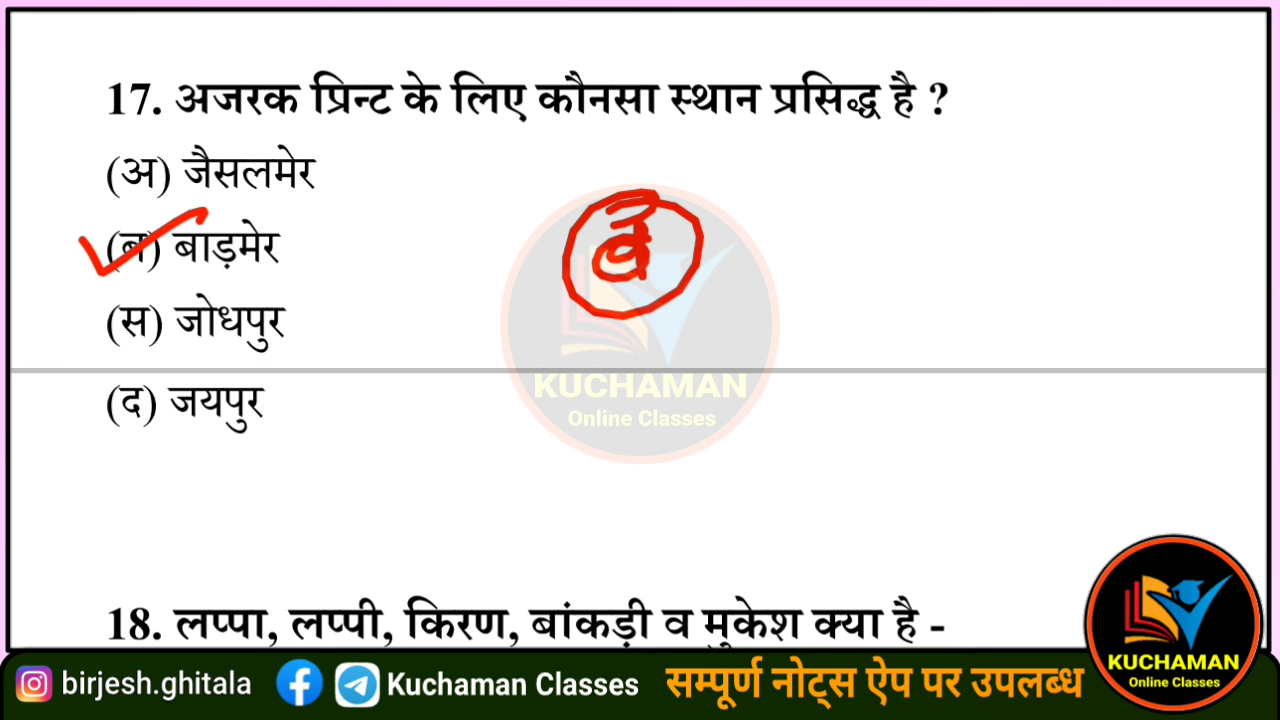 17. अजरक प्रिन्ट के लिए कौनसा स्थान प्रसिद्ध है ?
(अ) जैसलमेर
(ब) बाड़मेर
ब
(स) जोधपुर
(द) जयपुर
KUCHAMAN
Online Classes
18. लप्पा, लप्पी, किरण, बांकड़ी व मुकेश क्या है -
birjesh.ghitala
Kuchaman Classes
सम्पूर्ण नोट्स ऐप पर उपलब्ध
KUCHAMAN
Online Classes